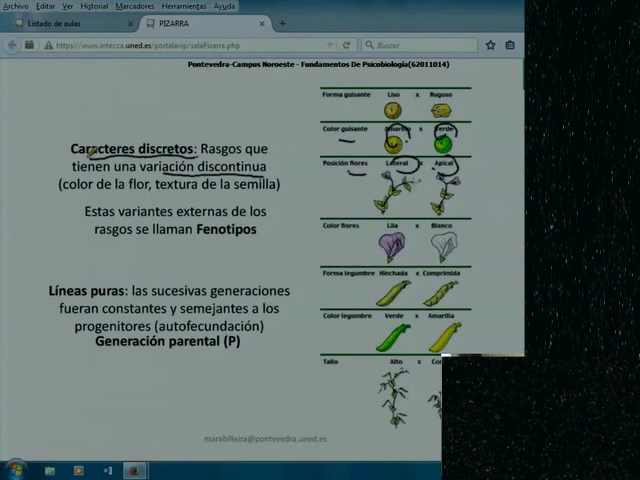 Archivo Editar Ver Historial Marcadores Herramientas Ayuda
Listado de aulas
PIZARRA
https://www.intecca.uned.es/portalavip/salaPizarra.php
Buscar
Pontevedra-Campus Noroeste - Fundamentos De Psicobiología(62011014)
Caracteres discretos: Rasgos que
tienen una variación discontinua
(color de la flor, textura de la semilla)
Estas variantes externas de los
rasgos se llaman Fenotipos
Líneas puras: las sucesivas generaciones
fueran constantes y semejantes a los
progenitores (autofecundación)
Generación parental (P)
Forma guisante Liso x Rugoso
Color guisante Amarillo x Verde
Posición flores Lateral x Apical
Color flores Lila x Blanco
Forma legumbre Hinchada x Comprimida
Color legumbre Verde x Amarilla
Tallo Alto x
marabilleira@pontevedra.uned.es